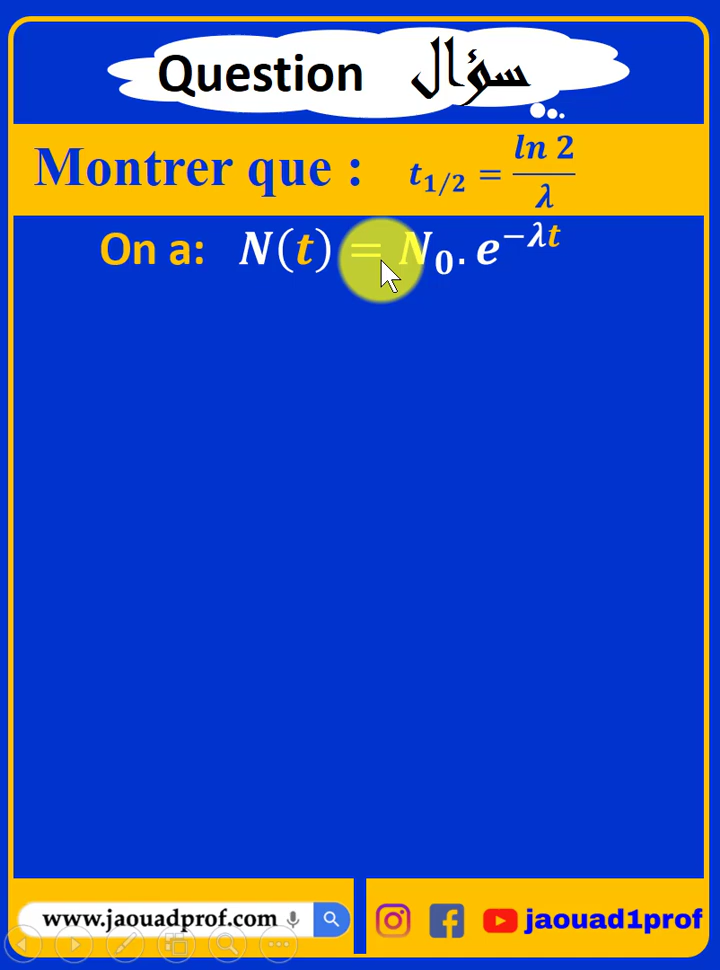 Question سؤال
Montrer que : t₁/₂ = ln 2 / λ
On a: N(t) = N₀. e^−λt
www.jaouadprof.com
jaouad1prof